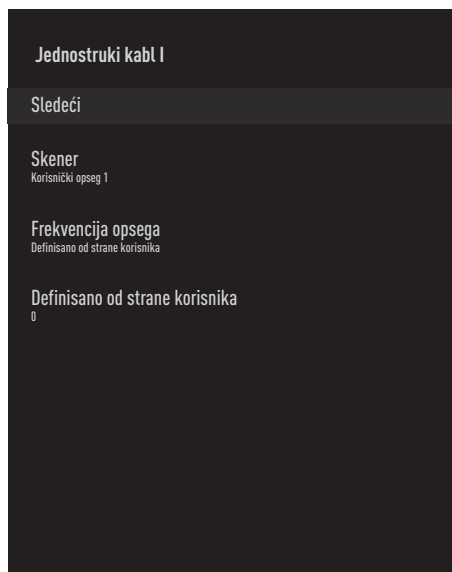 Jednostruki kabl I
Sledeći
Skener
Korisnički opseg 1
Frekvencija opsega
Definisano od strane korisnika
Definisano od strane korisnika
0